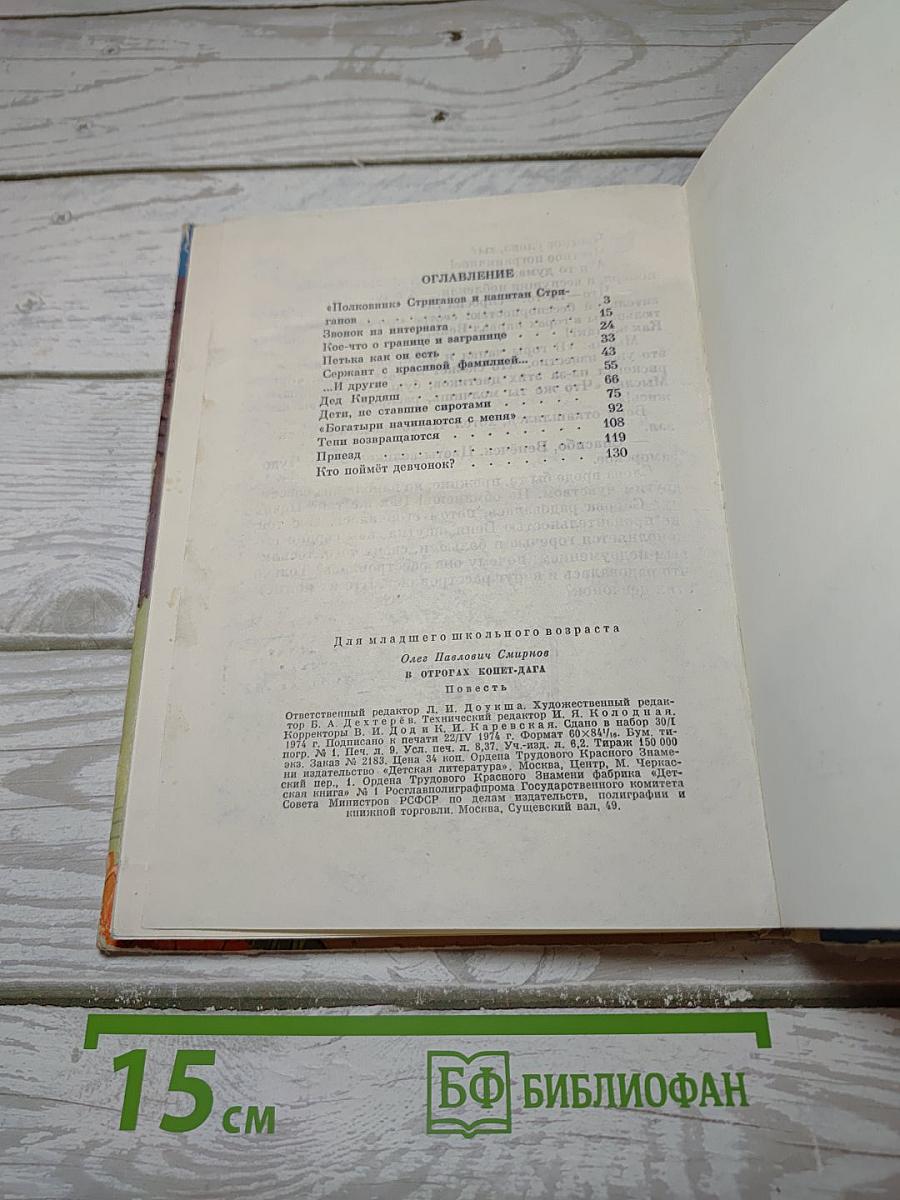 ОГЛАВЛЕНИЕ
«Полковник» Стриганов и капитан Стри-
ганов . . . . . . . . . . . 3
Звонок из интерната . . . . . . . 15
Кое-что о границе и загранице . . . . 24
Петька как он есть . . . . . . . 33
Сержант с красивой фамилией... . . . 43
...И другие . . . . . . . . . . 55
Дед Кирдяш . . . . . . . . . 66
Дети, не ставшие сиротами . . . . . 75
«Богатыри начинаются с меня» . . . . 92
Тени возвращаются . . . . . . . 108
Приезд . . . . . . . . . . . 119
Кто поймёт девчонок? . . . . . . 130
Для младшего школьного возраста
Олег Павлович Смирнов
В ОТРОГАХ КОПЕТ-ДАГА
Повесть
Ответственный редактор Л. И. Доукша. Художественный редак-
тор Б. А. Дехтерёв. Технический редактор И. Я. Колодная.
Корректоры В. И. Дод и К. И. Каревская. Сдано в набор 30/I
1974 г. Подписано к печати 22/IV 1974 г. Формат 60×84 1/16. Бум. ти-
погр. № 1. Печ. л. 9. Усл. печ. л. 8,37. Уч.-изд. л. 6,2. Тираж 150 000
экз. Заказ № 2183. Цена 34 коп. Ордена Трудового Красного Знаме-
ни издательство «Детская литература». Москва, Центр, М. Черкас-
ский пер., 1. Ордена Трудового Красного Знамени фабрика «Дет-
ская книга» № 1 Росглавполиграфпрома Государственного комитета
Совета Министров РСФСР по делам издательств, полиграфии и
книжной торговли. Москва, Сущевский вал, 49.
15 см
БФ БИБЛИОФАН